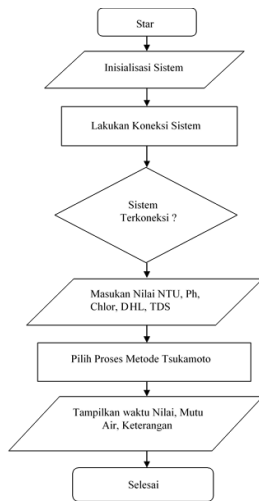 Star
Inisialisasi Sistem
Lakukan Koneksi Sistem
Sistem
Terkoneksi ?
Masukan Nilai NTU, Ph,
Chlor, DHL, TDS
Pilih Proses Metode Tsukamoto
Tampilkan waktu Nilai, Mutu
Air, Keterangan
Selesai